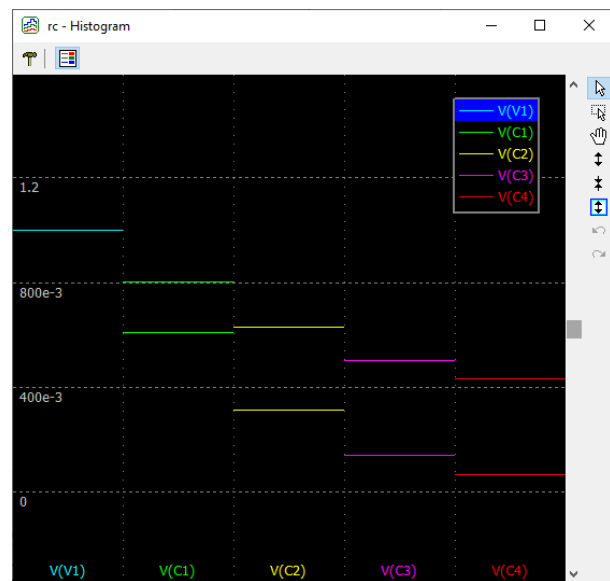 rc - Histogram
V(V1)
V(C1)
V(C2)
V(C3)
V(C4)
1.2
800e-3
400e-3
0
V(V1) V(C1) V(C2) V(C3) V(C4)